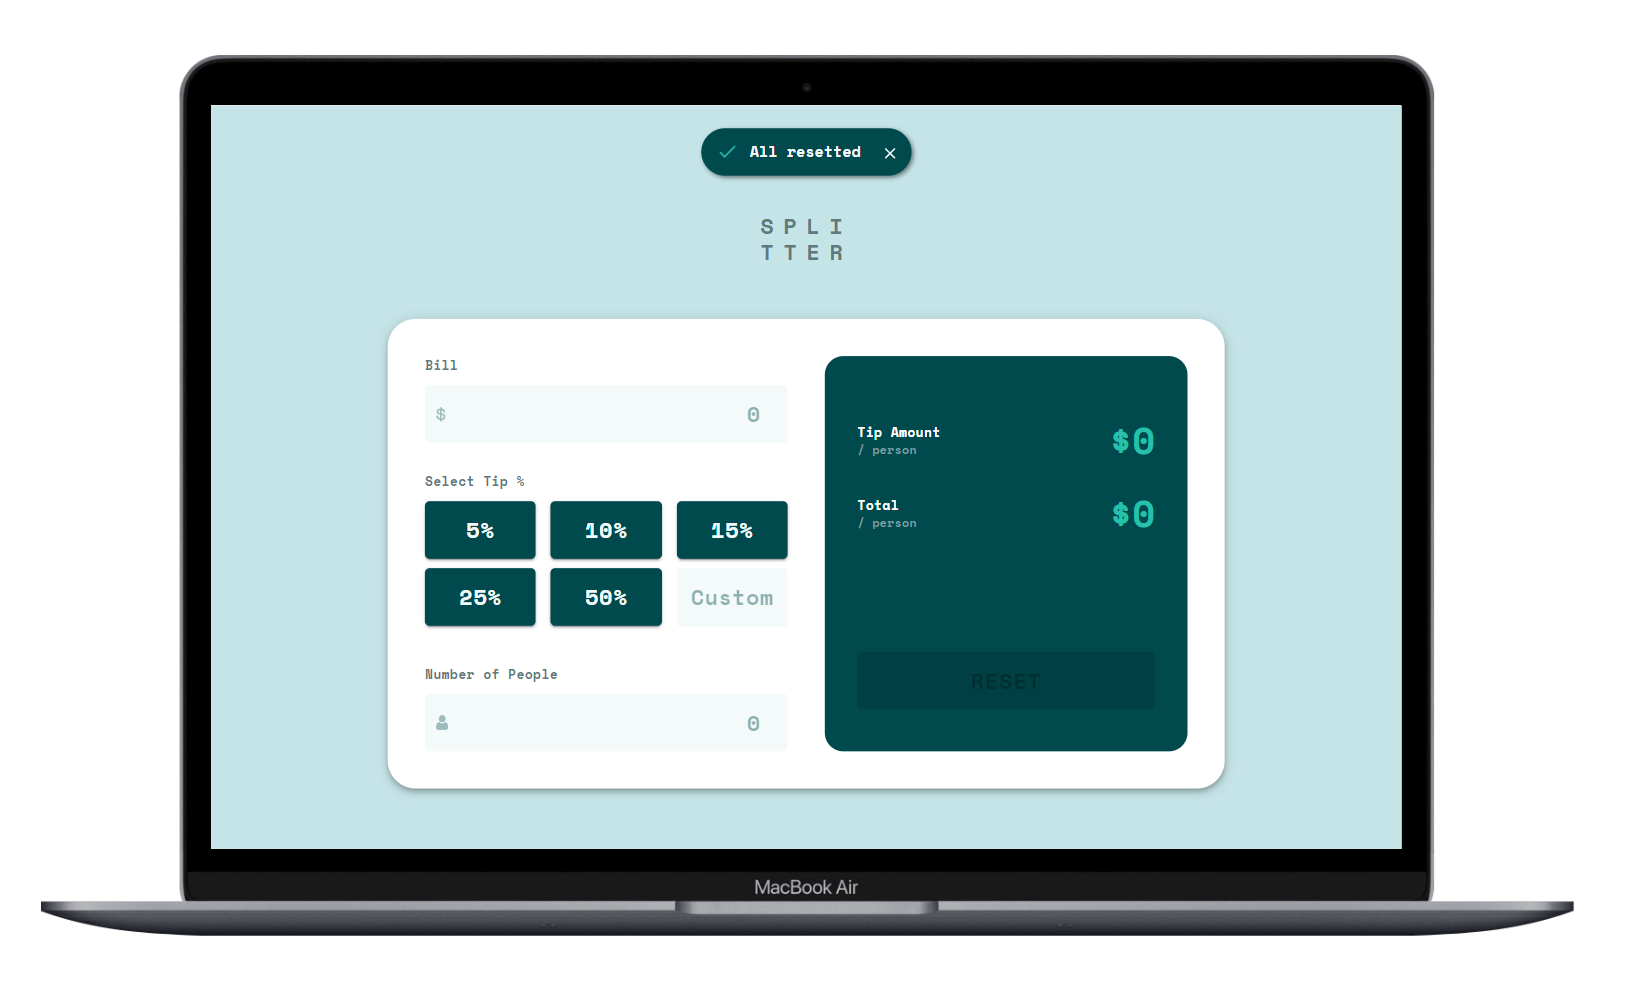 All resetted
SPLI
TTER
Bill
$ 0
Select Tip %
5% 10% 15%
25% 50% Custom
Number of People
0
Tip Amount
/ person
$0
Total
/ person
$0
RESET
MacBook Air